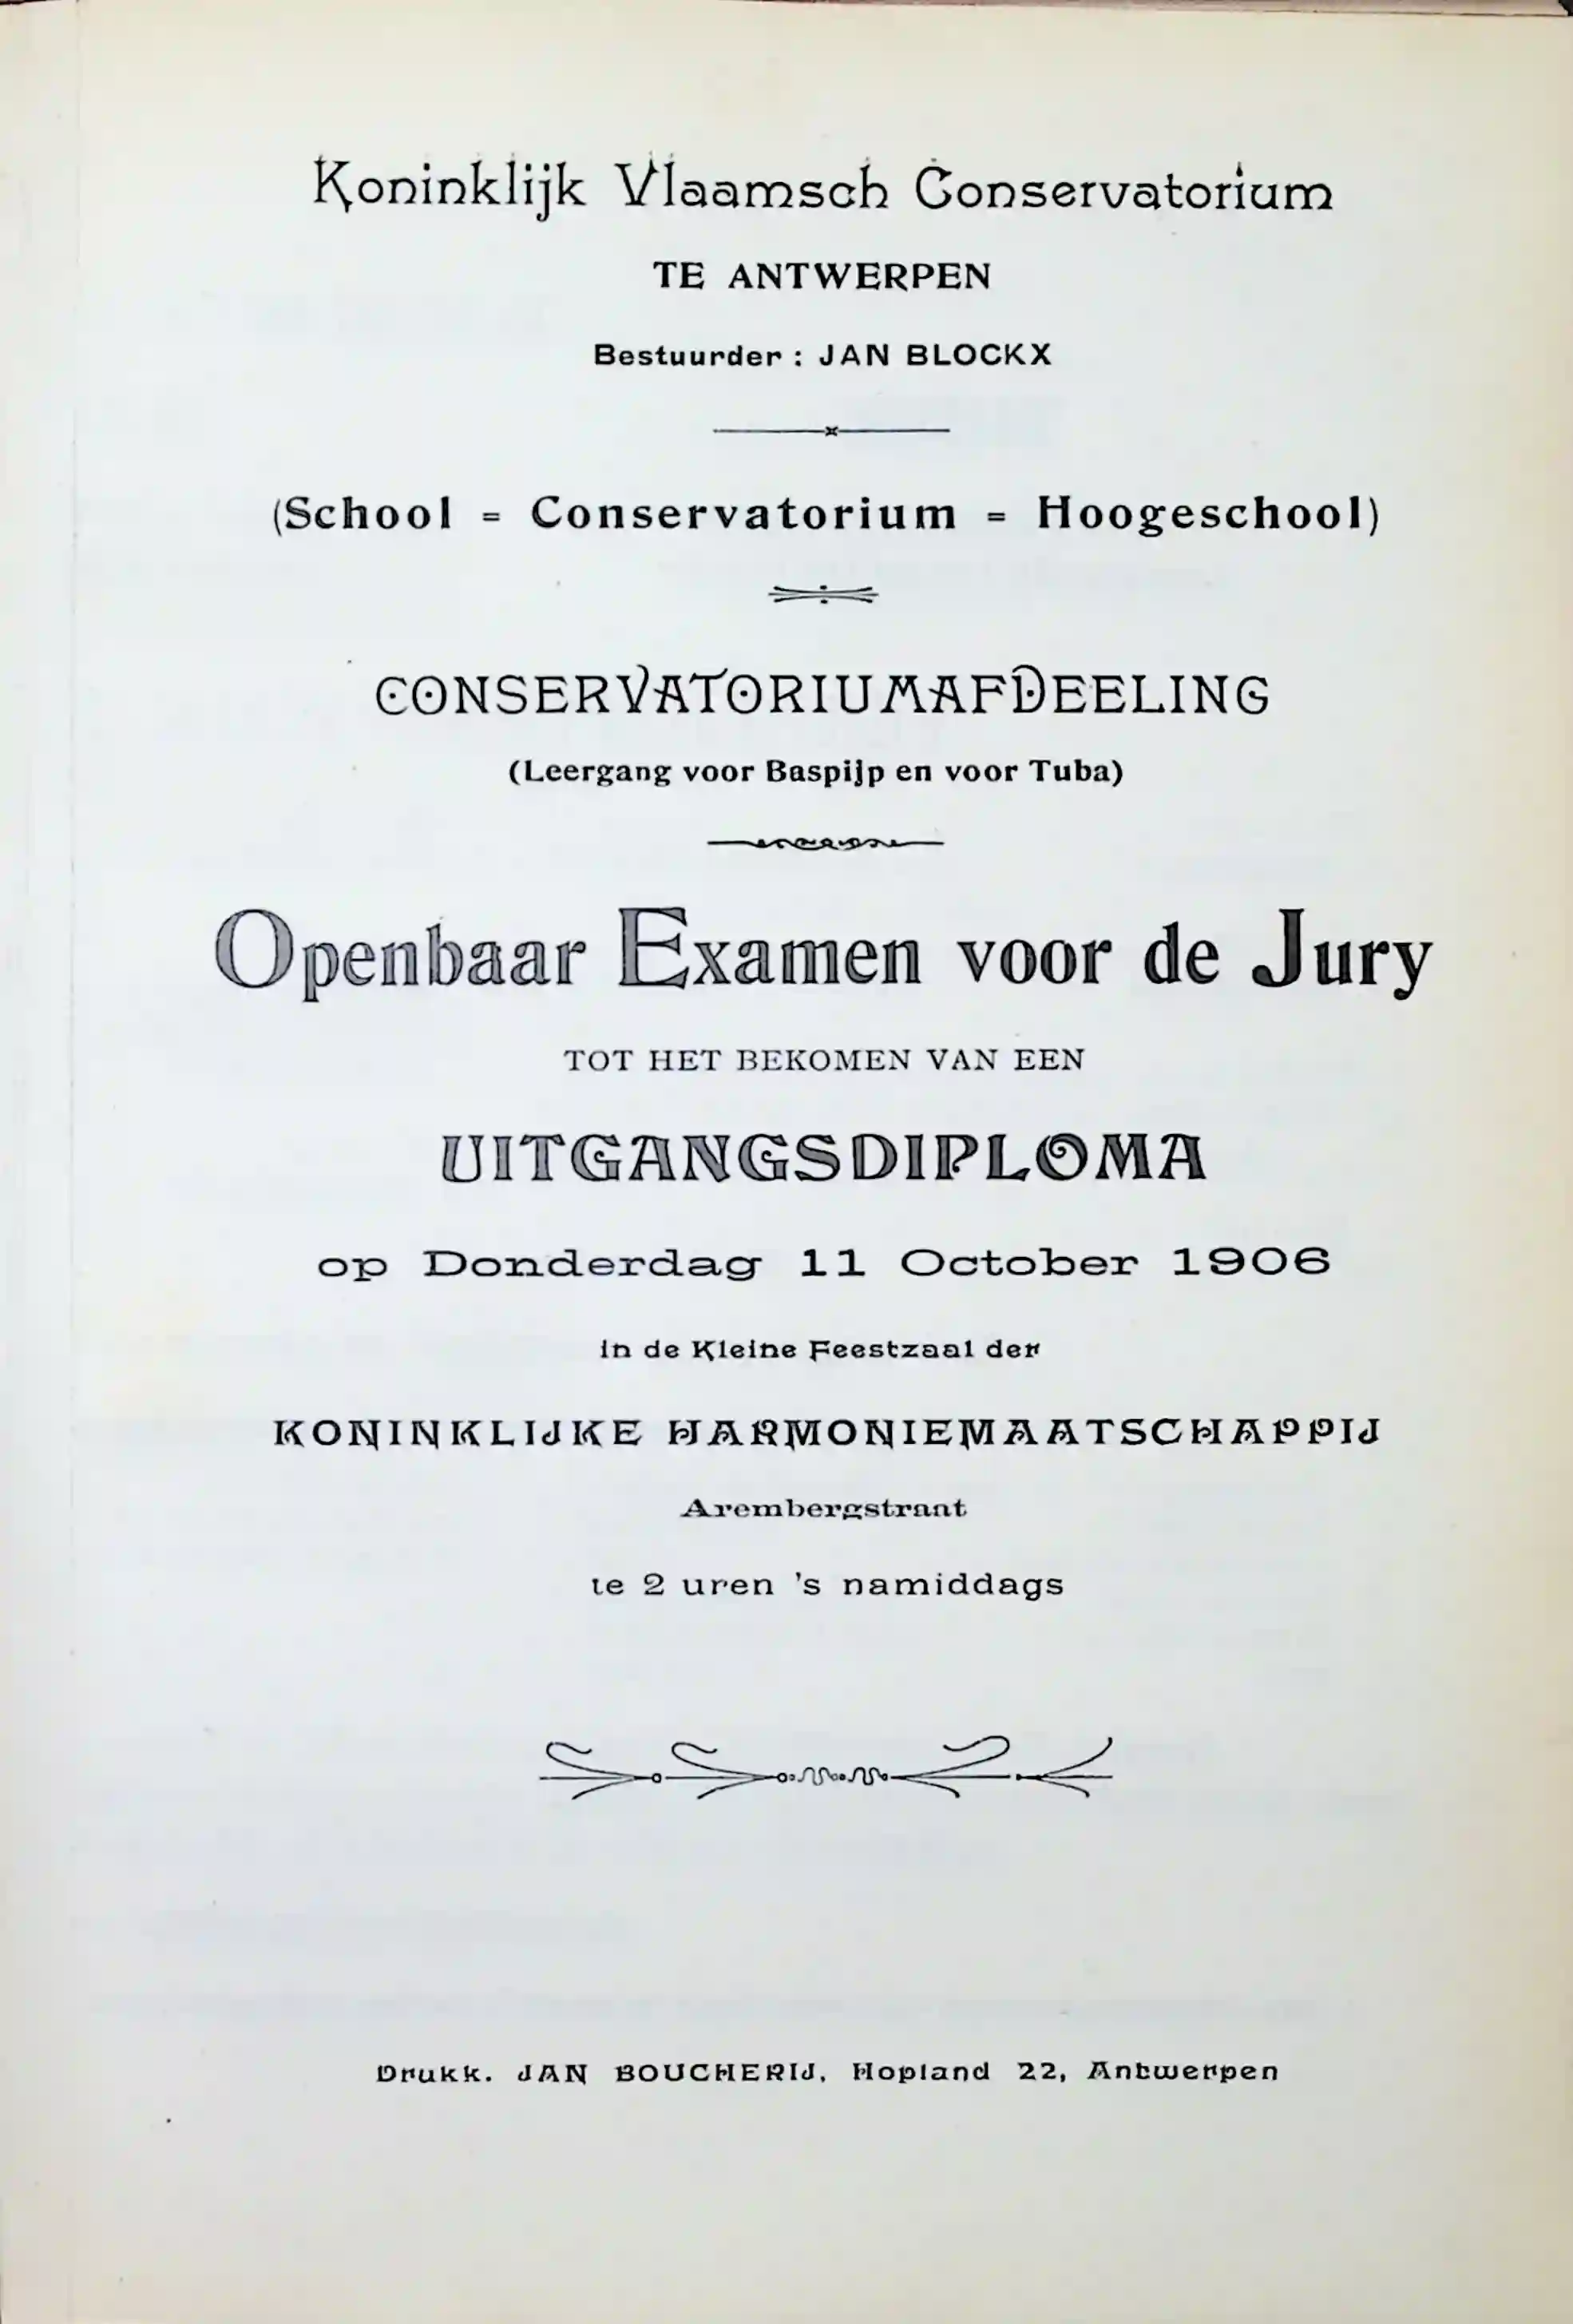 Koninklijk Vlaamsch Conservatorium
TE ANTWERPEN
Bestuurder : JAN BLOCKX
(School = Conservatorium = Hoogeschool)
CONSERVATORIUMAFDEELING
(Leergang voor Baspijp en voor Tuba)
Openbaar Examen voor de Jury
TOT HET BEKOMEN VAN EEN
UITGANGSDIPLOMA
op Donderdag 11 October 1906
in de Kleine Feestzaal der
KONINKLIJKE HARMONIEMAATSCHAPPIJ
Arembergstraat
te 2 uren 's namiddags
Drukk. JAN BOUCHERIJ, Hopland 22, Antwerpen